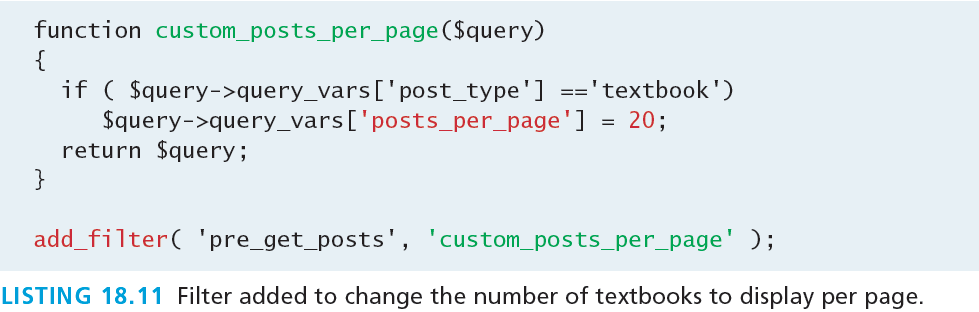 function custom_posts_per_page($query)
{
  if ( $query->query_vars['post_type'] =='textbook')
     $query->query_vars['posts_per_page'] = 20;
  return $query;
}

add_filter( 'pre_get_posts', 'custom_posts_per_page' );
LISTING 18.11 Filter added to change the number of textbooks to display per page.